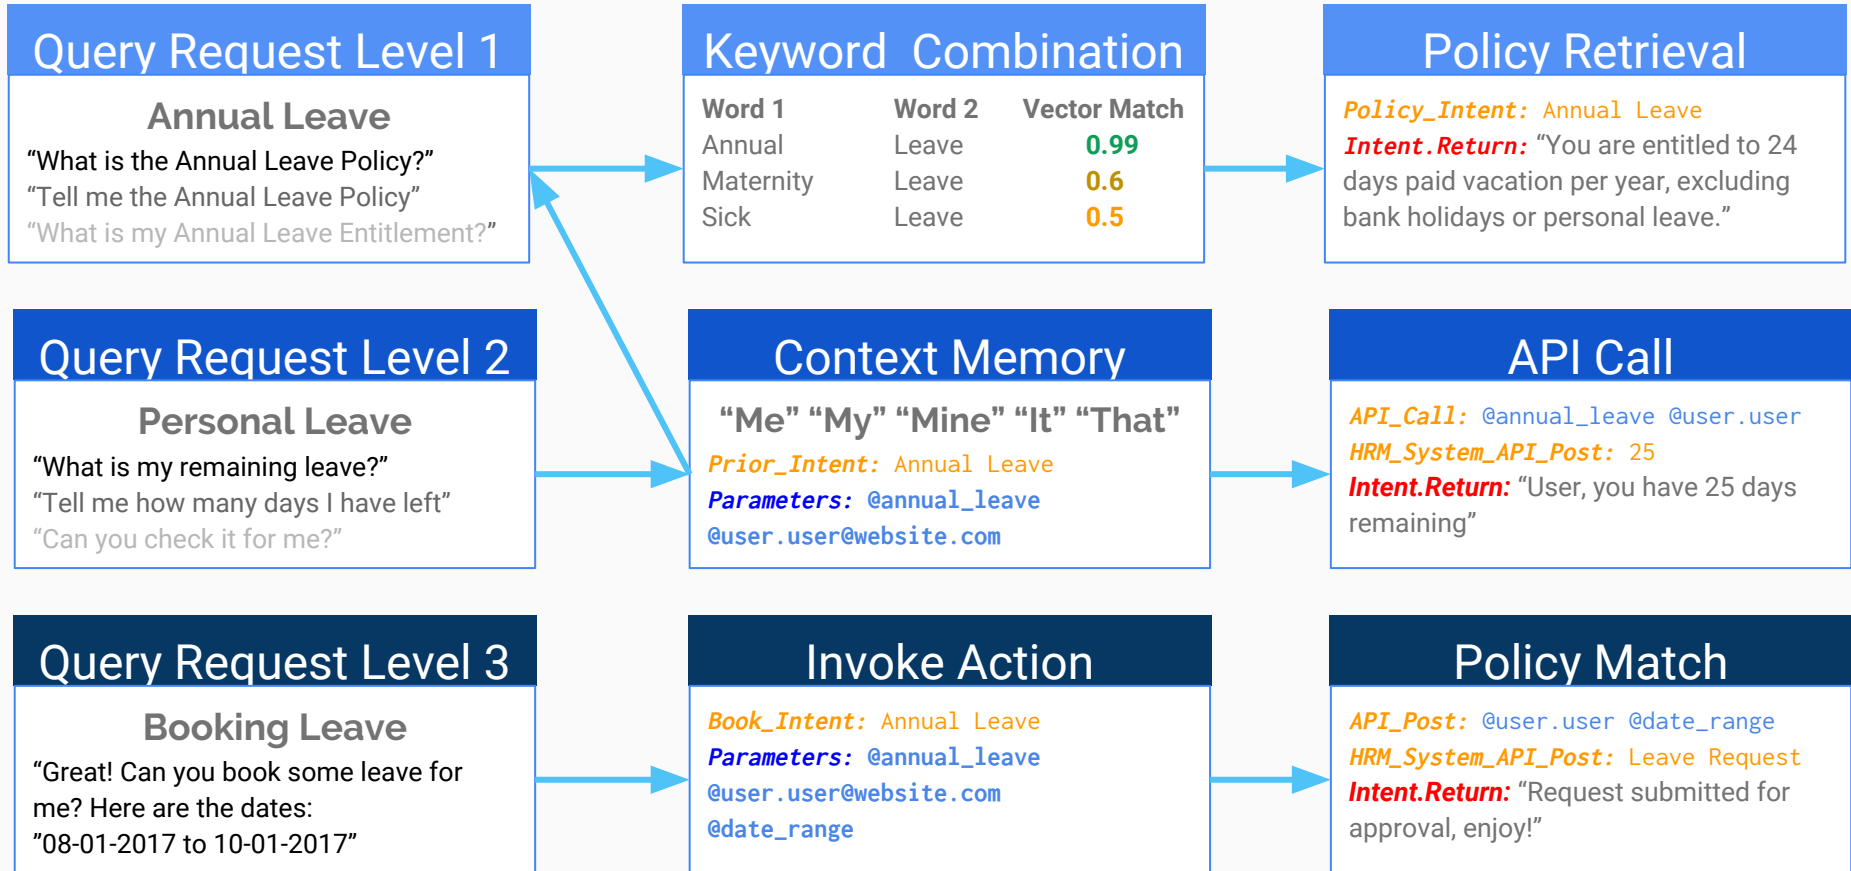 Query Request Level 1
Annual Leave
“What is the Annual Leave Policy?”
“Tell me the Annual Leave Policy”
“What is my Annual Leave Entitlement?”
Keyword Combination
Word 1 Word 2 Vector Match
Annual Leave 0.99
Maternity Leave 0.6
Sick Leave 0.5
Policy Retrieval
Policy_Intent: Annual Leave
Intent.Return: “You are entitled to 24
days paid vacation per year, excluding
bank holidays or personal leave.”
Query Request Level 2
Personal Leave
“What is my remaining leave?”
“Tell me how many days I have left”
“Can you check it for me?”
Context Memory
“Me” “My” “Mine” “It” “That”
Prior_Intent: Annual Leave
Parameters: @annual_leave
@user.user@website.com
API Call
API_Call: @annual_leave @user.user
HRM_System_API_Post: 25
Intent.Return: “User, you have 25 days
remaining”
Query Request Level 3
Booking Leave
“Great! Can you book some leave for
me? Here are the dates:
”08-01-2017 to 10-01-2017”
Invoke Action
Book_Intent: Annual Leave
Parameters: @annual_leave
@user.user@website.com
@date_range
Policy Match
API_Post: @user.user @date_range
HRM_System_API_Post: Leave Request
Intent.Return: “Request submitted for
approval, enjoy!”